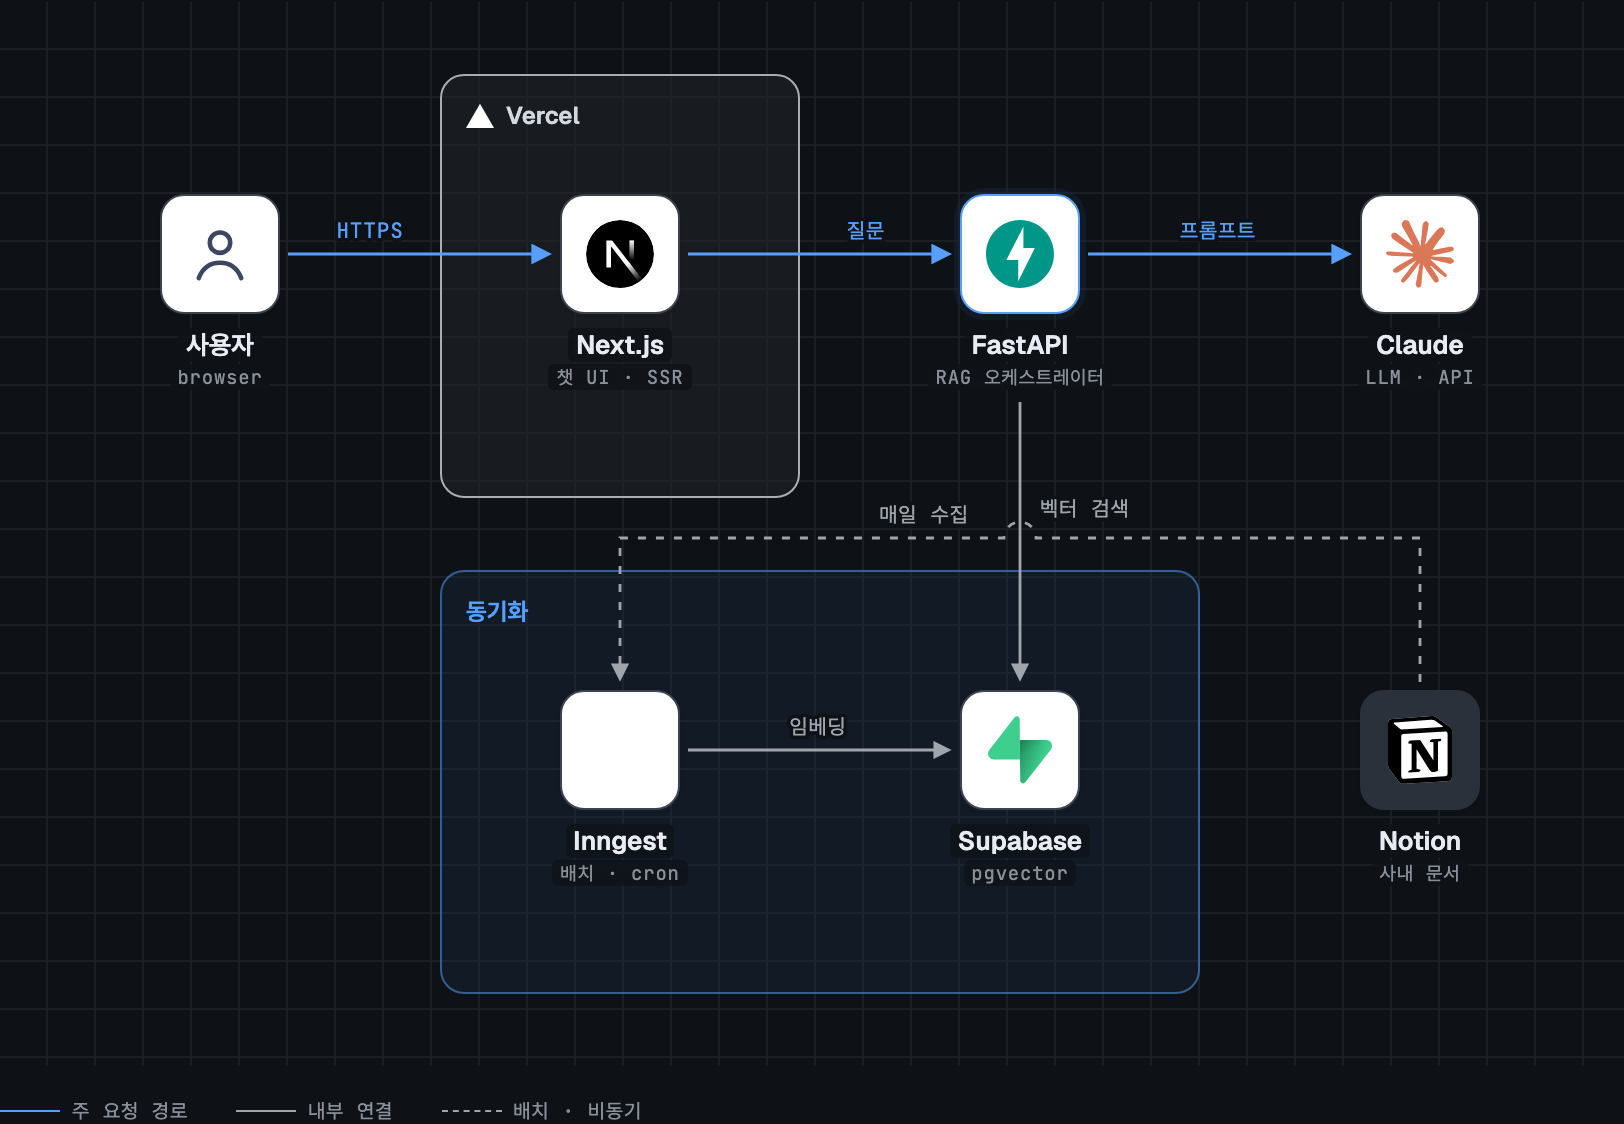 Vercel
HTTPS
질문
프롬프트
사용자
browser
Next.js
챗 UI · SSR
FastAPI
RAG 오케스트레이터
Claude
LLM · API
매일 수집
벡터 검색
동기화
임베딩
Inngest
배치 · cron
Supabase
pgvector
N
Notion
사내 문서
주 요청 경로
내부 연결
배치 · 비동기